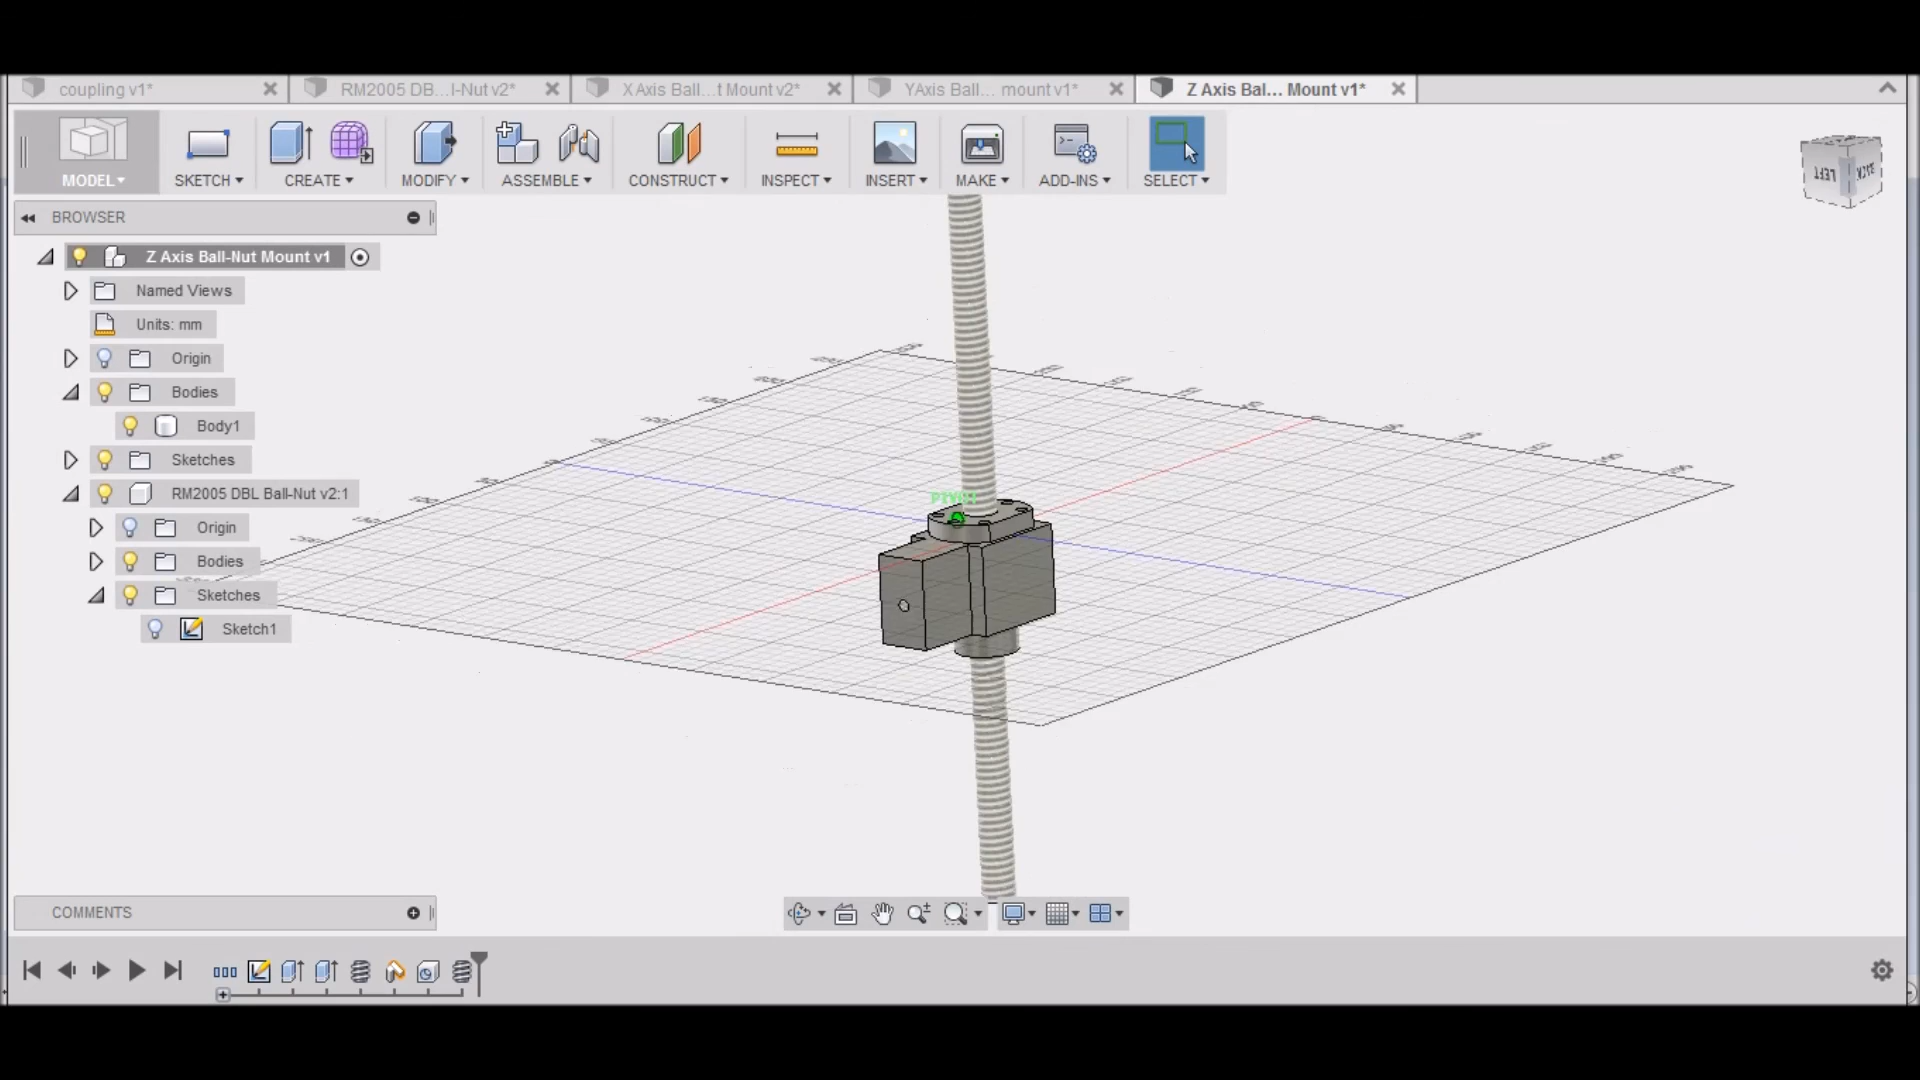 coupling v1*
RM2005 DB...l-Nut v2*
X Axis Ball...t Mount v2*
YAxis Ball... mount v1*
Z Axis Bal... Mount v1*
MODEL
SKETCH
CREATE
MODIFY
ASSEMBLE
CONSTRUCT
INSPECT
INSERT
MAKE
ADD-INS
SELECT
LEFT
BACK
BROWSER
Z Axis Ball-Nut Mount v1
Named Views
Units: mm
Origin
Bodies
Body1
Sketches
RM2005 DBL Ball-Nut v2:1
Origin
Bodies
Sketches
Sketch1
COMMENTS